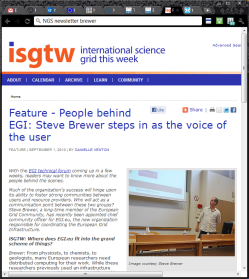 NGS newsletter brewer
isgtw
international science
grid this week
Advanced Sear
ABOUT | CALENDAR | ARCHIVE | LEARN | COMMUNITY |
Home
Like
Share
Feature - People behind
EGI: Steve Brewer steps in as the voice of
the user
FEATURE | SEPTEMBER 1, 2010 | BY DANIELLE VENTON
With the EGI technical forum coming up in a few
weeks, readers may want to know more about the
people behind the scenes.
Much of the organization's success will hinge upon
its ability to foster strong communities between
users and resource providers. Who will act as a
communication point between these two groups?
Steve Brewer, a long-time member of the European
Grid Community, has recently been appointed chief
community officer for EGI.eu, the new organization
responsible for coordinating the European Grid
Infrastructure.
iSGTW: Where does EGI.eu fit into the grand
scheme of things?
Brewer: From physicists, to chemists, to
geologists, many European researchers need
distributed computing for their work. While these
researchers previously used an infrastructure
Image courtesy Steve Brewer